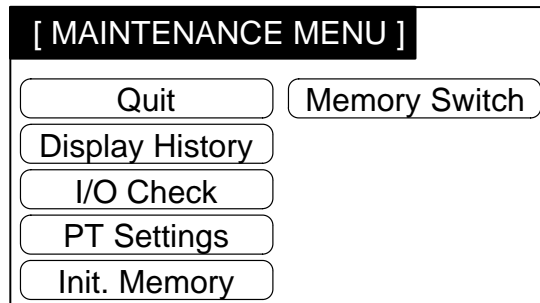 [ MAINTENANCE MENU ]
Quit Memory Switch
Display History
I/O Check
PT Settings
Init. Memory